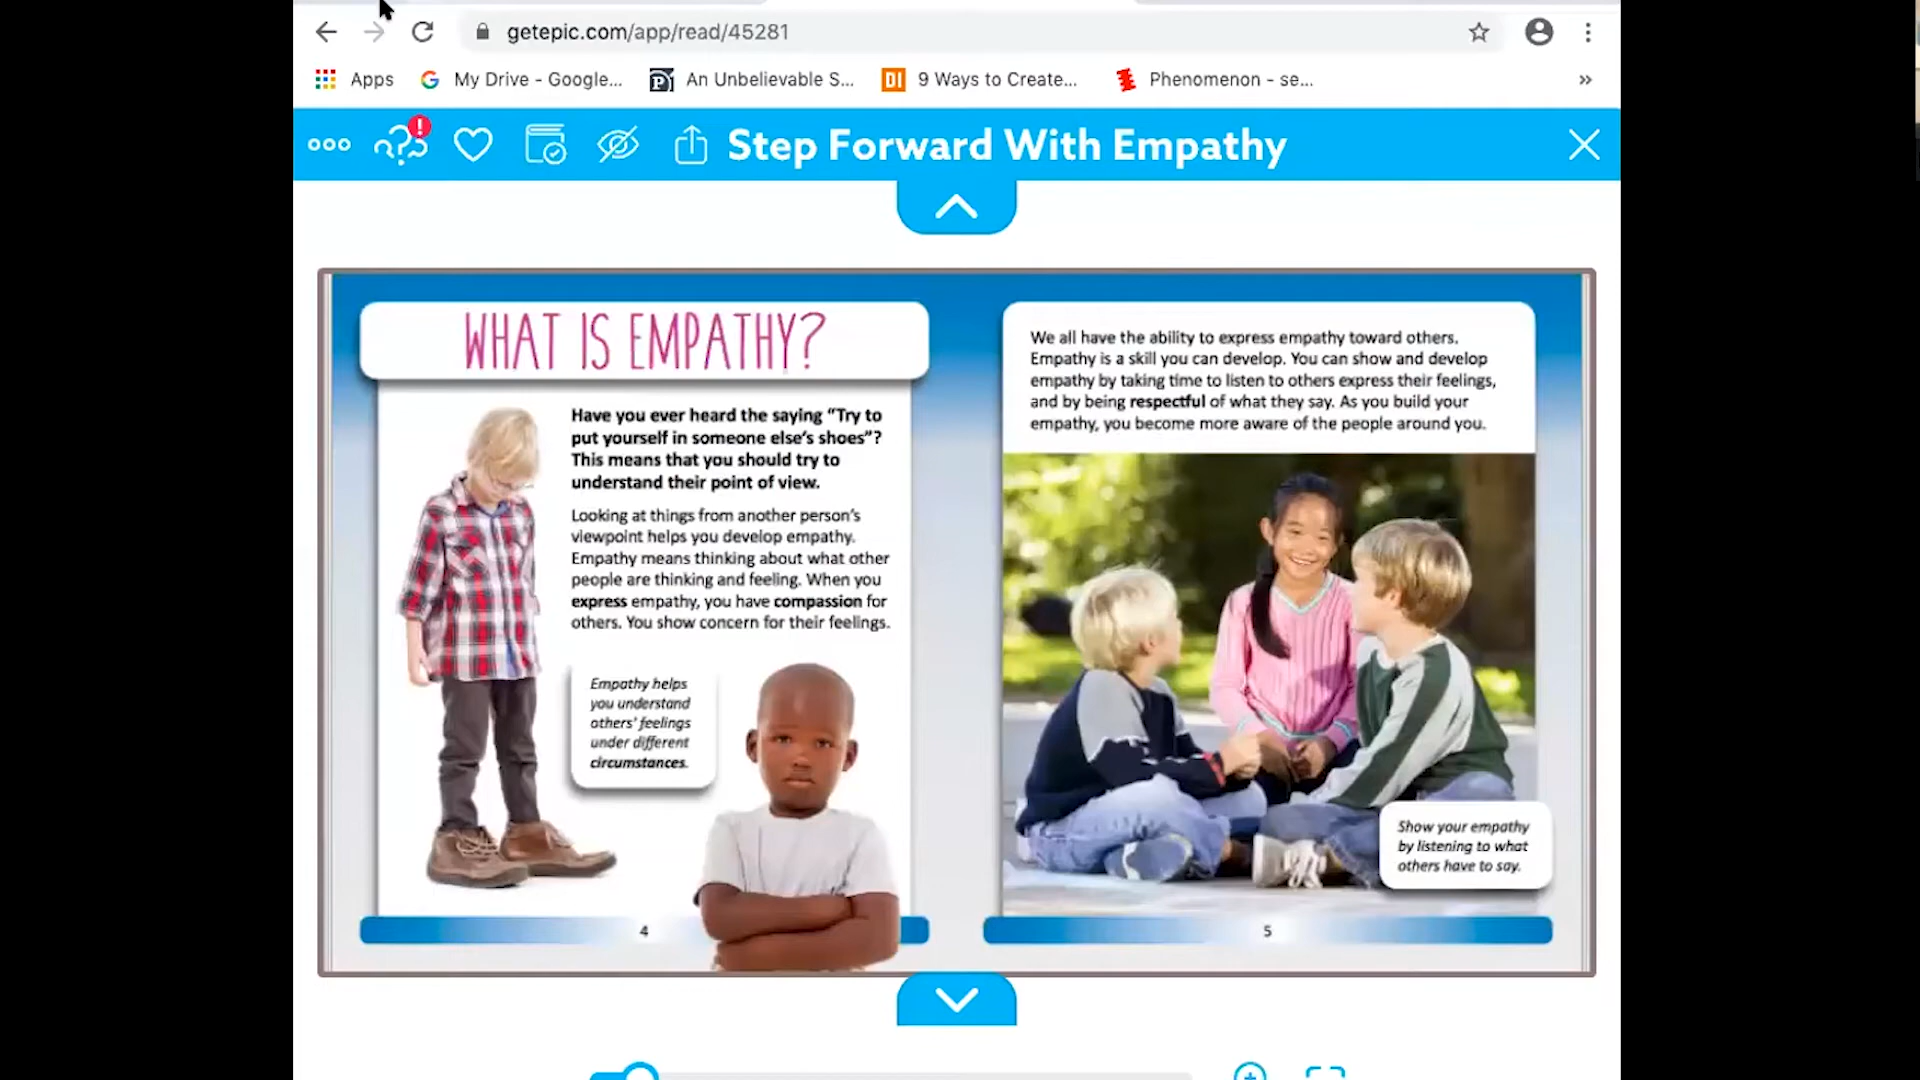 getepic.com/app/read/45281
Apps
My Drive - Google...
An Unbelievable S...
DI
9 Ways to Create...
Phenomenon - se...
»
Step Forward With Empathy
WHAT IS EMPATHY?
Have you ever heard the saying “Try to
put yourself in someone else’s shoes”?
This means that you should try to
understand their point of view.
Looking at things from another person’s
viewpoint helps you develop empathy.
Empathy means thinking about what other
people are thinking and feeling. When you
express empathy, you have compassion for
others. You show concern for their feelings.
Empathy helps
you understand
others’ feelings
under different
circumstances.
4
We all have the ability to express empathy toward others.
Empathy is a skill you can develop. You can show and develop
empathy by taking time to listen to others express their feelings,
and by being respectful of what they say. As you build your
empathy, you become more aware of the people around you.
Show your empathy
by listening to what
others have to say.
5